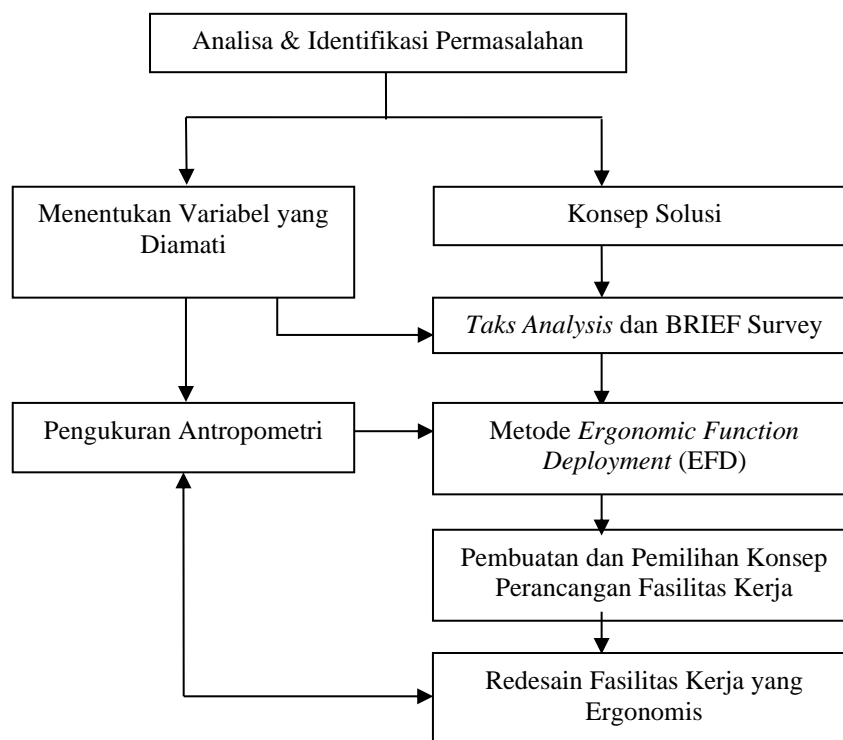 Analisa & Identifikasi Permasalahan
Menentukan Variabel yang
Diamati
Konsep Solusi
Taks Analysis dan BRIEF Survey
Pengukuran Antropometri
Metode Ergonomic Function
Deployment (EFD)
Pembuatan dan Pemilihan Konsep
Perancangan Fasilitas Kerja
Redesain Fasilitas Kerja yang
Ergonomis